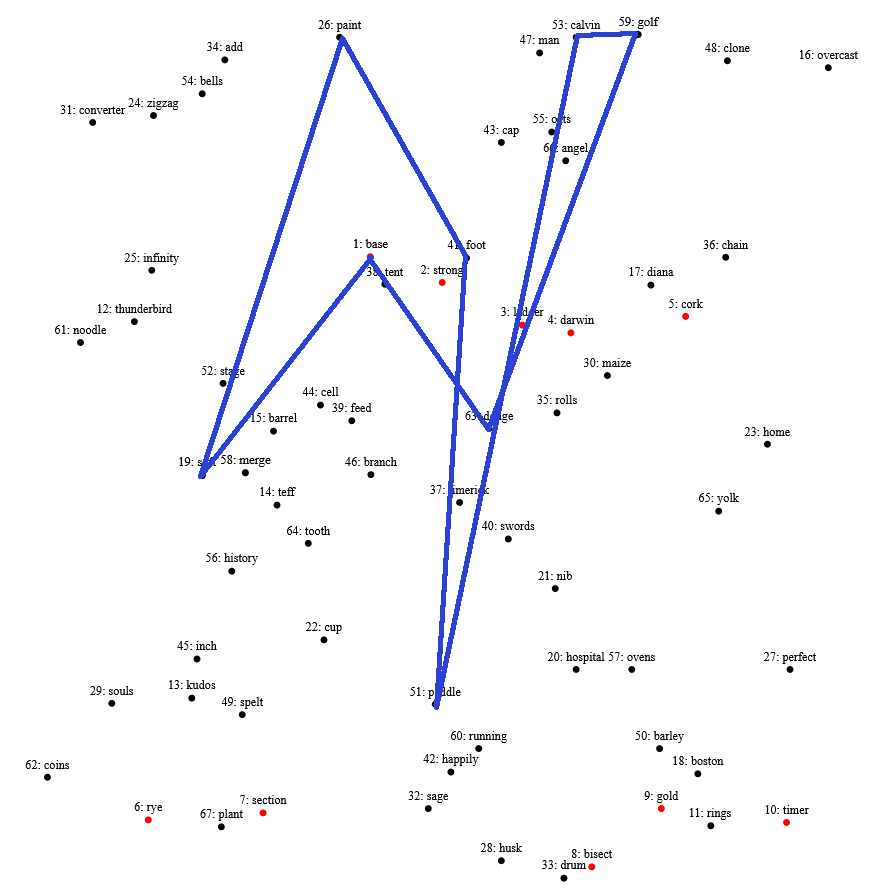 26: paint
53: calvin
59: golf
47: man
34: add
48: clone
16: overcast
54: bells
31: converter
24: zigzag
55:
43: cap
angel
1: base
41: foot
36: chain
25: infinity
38: tent
2: strong
17: diana
12: thunderbird
5: cork
61: noodle
3:
4: darwin
52: stage
30: maize
44: cell
39: feed
15: barrel
63:
35: rolls
23: home
19:
58: merge
46: branch
14: teff
37: limerick
65: yolk
64: tooth
40: swords
56: history
21: nib
22: cup
45: inch
20: hospital
57: ovens
27: perfect
29: souls
13: kudos
49: spelt
51:
60: running
50: barley
42: happily
18: boston
62: coins
6: rye
7: section
67: plant
32: sage
9: gold
11: rings
10: timer
28: husk
8: bisect
33: drum